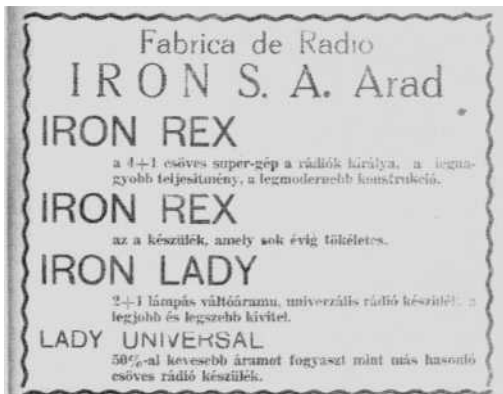 Fabrica de Radio
IRON S. A. Arad
IRON REX
a 4+1 csöves super-gép a rádiók királya, a legna-
gyobb teljesitmény, a legmodernebb konstrukció.
IRON REX
az a készülék, amely sok évig tökéletes.
IRON LADY
2+1 lámpás váltóáramu, univerzális rádió készülék a
legjobb és legszebb kivitel.
LADY UNIVERSAL
50%-al kevesebb áramot fogyaszt mint más hasonló
csöves rádió készülék.